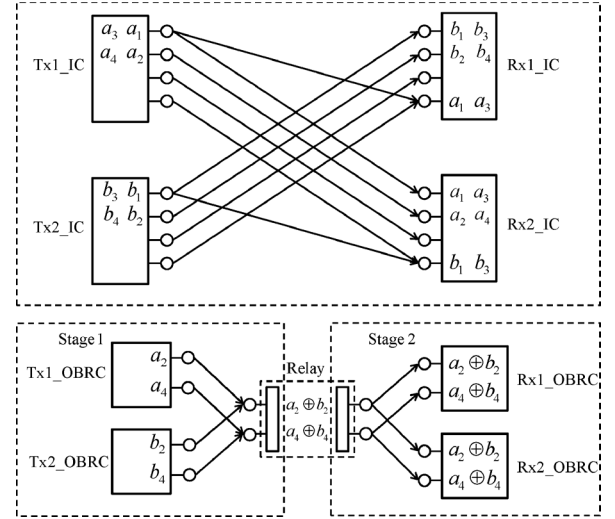 Tx1_IC
a₃ a₁
a₄ a₂
b₁ b₃
b₂ b₄
a₁ a₃
Rx1_IC
Tx2_IC
b₃ b₁
b₄ b₂
a₁ a₃
a₂ a₄
b₁ b₃
Rx2_IC
Stage 1
Tx1_OBRC
a₂
a₄
Tx2_OBRC
b₂
b₄
Relay
a₂⊕b₂
a₄⊕b₄
Stage 2
a₂⊕b₂
a₄⊕b₄
Rx1_OBRC
a₂⊕b₂
a₄⊕b₄
Rx2_OBRC